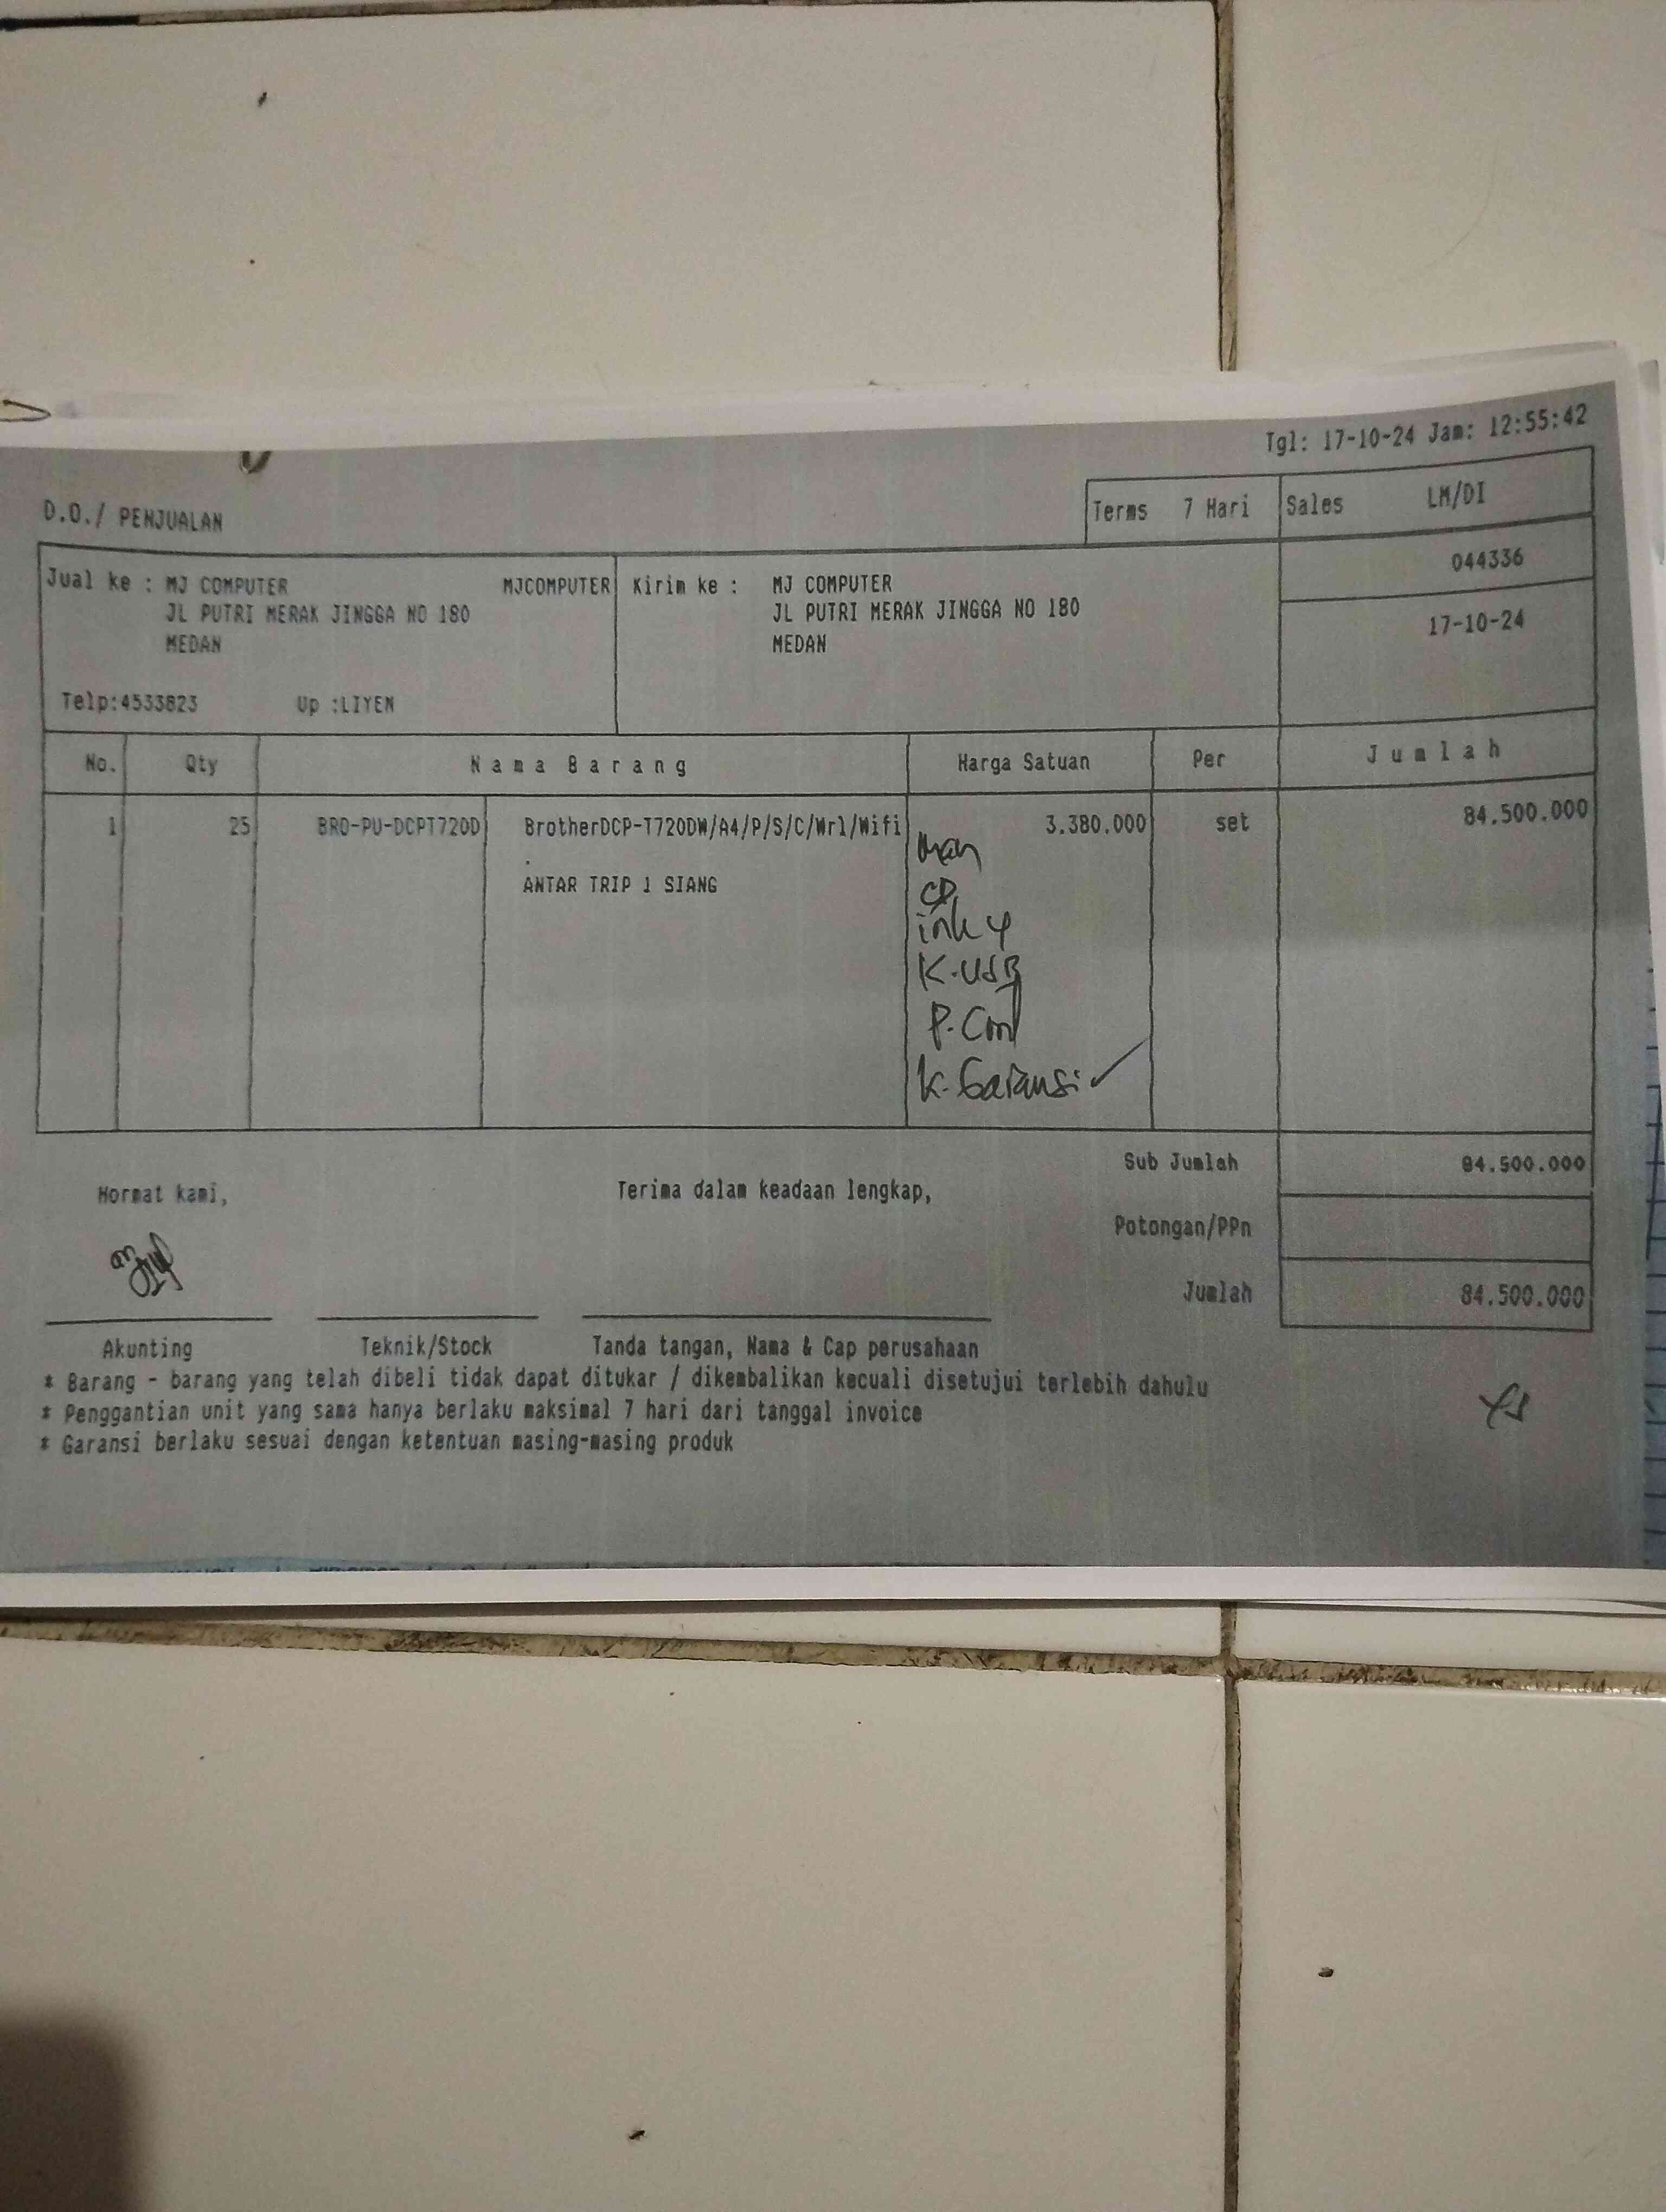 Tgl: 17-10-24 Jam: 12:55:42
D.O./ PENJUALAN
Terms 7 Hari Sales LM/DI
044336
17-10-24
Jual ke : MJ COMPUTER MJCOMPUTER
JL PUTRI MERAK JINGGA NO 180
MEDAN
Telp:4533823 Up :LIYEN
Kirim ke : MJ COMPUTER
JL PUTRI MERAK JINGGA NO 180
MEDAN
No. Qty Nama Barang Harga Satuan Per Jumlah
1 25 BRO-PU-DCPT720D BrotherDCP-T720DW/A4/P/S/C/Wrl/Wifi 3.380.000 set 84.500.000
.
ANTAR TRIP 1 SIANG
man
CD
ink 4
K-USB
P.
K. Garansi ✓
Sub Jumlah 84.500.000
Potongan/PPn
Jumlah 84.500.000
Hormat kami,
Terima dalam keadaan lengkap,
Akunting Teknik/Stock Tanda tangan, Nama & Cap perusahaan
* Barang - barang yang telah dibeli tidak dapat ditukar / dikembalikan kecuali disetujui terlebih dahulu
* Penggantian unit yang sama hanya berlaku maksimal 7 hari dari tanggal invoice
* Garansi berlaku sesuai dengan ketentuan masing-masing produk